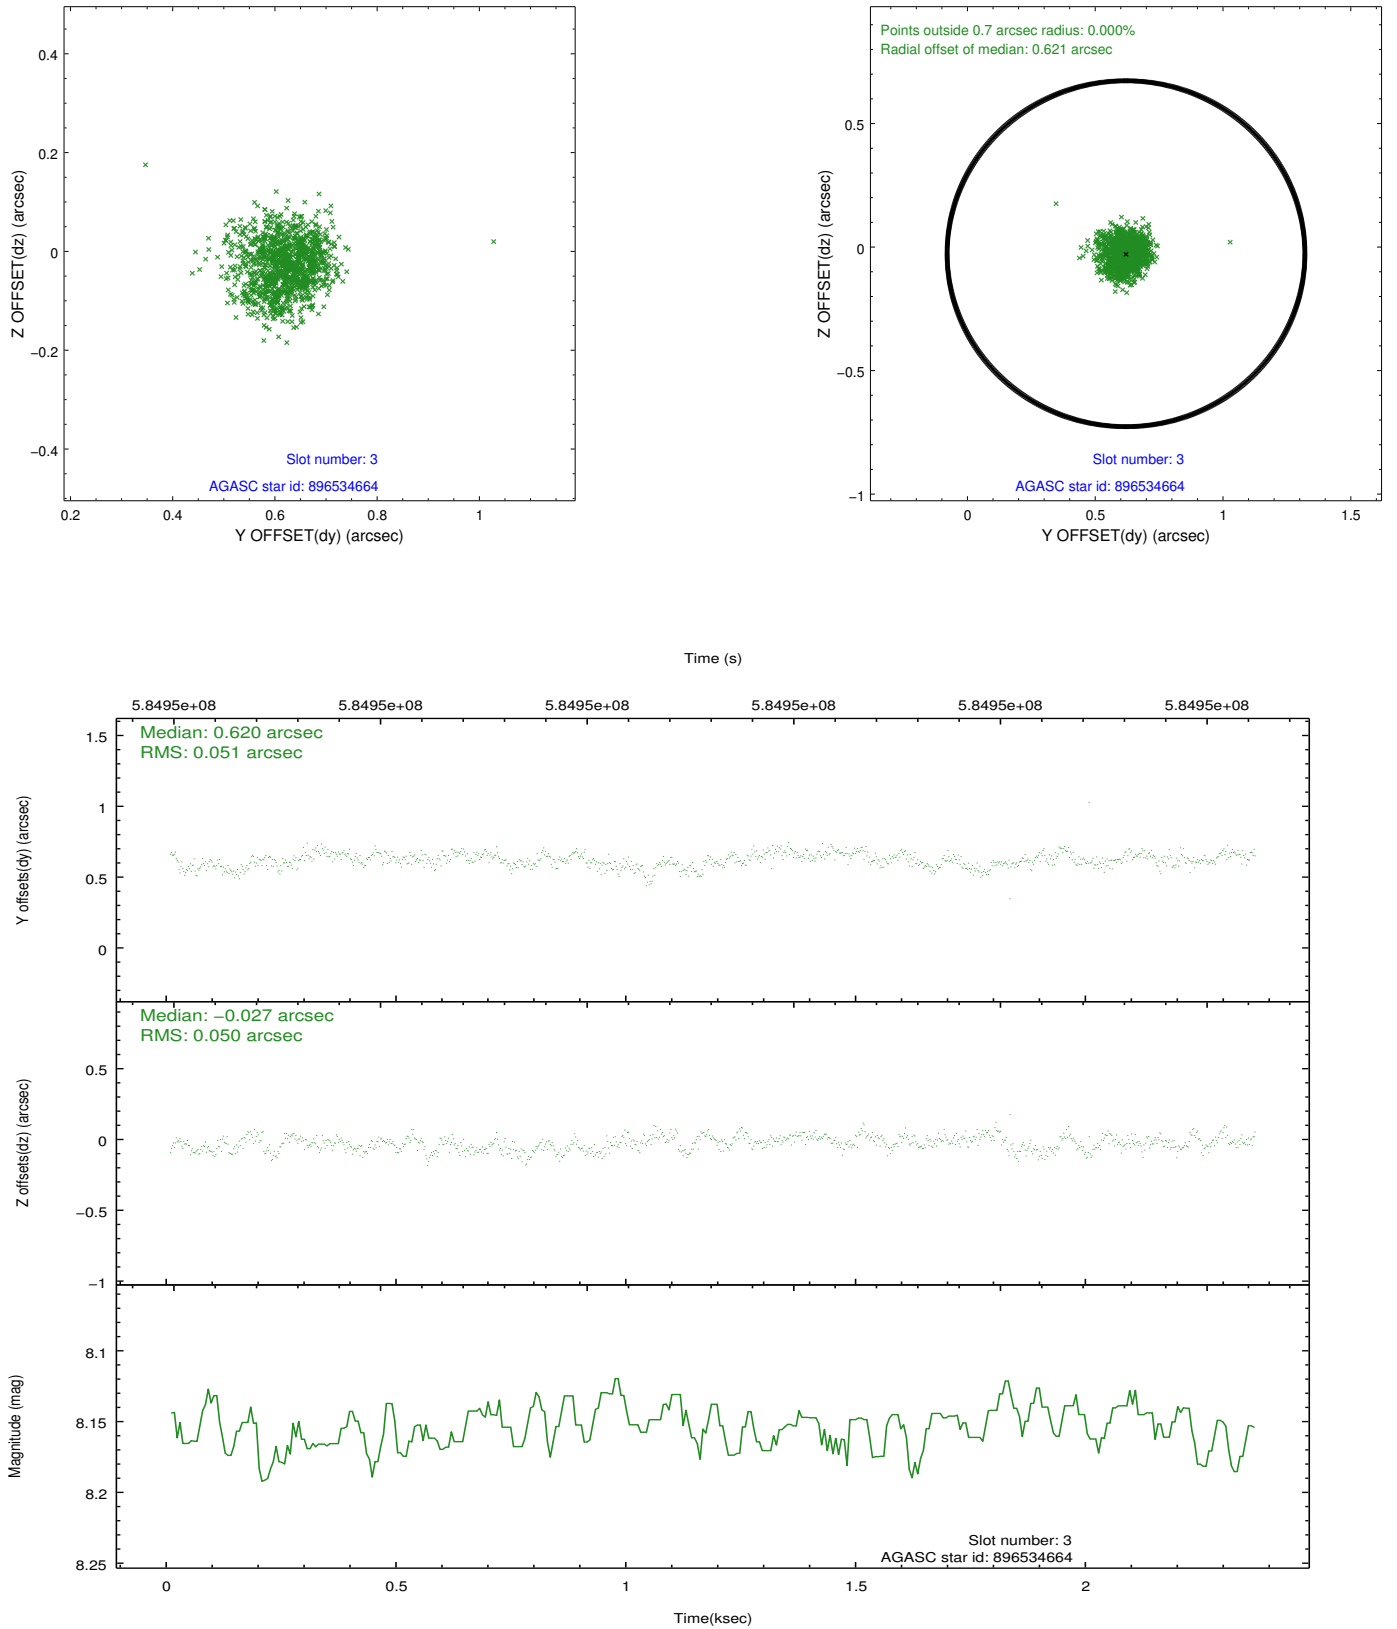 0.4
0.2
0
−0.2
−0.4
Z OFFSET(dz) (arcsec)
Slot number: 3
AGASC star id: 896534664
0.2 0.4 0.6 0.8 1
Y OFFSET(dy) (arcsec)
Points outside 0.7 arcsec radius: 0.000%
Radial offset of median: 0.621 arcsec
0.5
0
−0.5
−1
Z OFFSET(dz) (arcsec)
Slot number: 3
AGASC star id: 896534664
0 0.5 1 1.5
Y OFFSET(dy) (arcsec)
Time (s)
5.8495e+08 5.8495e+08 5.8495e+08 5.8495e+08 5.8495e+08 5.8495e+08
Median: 0.620 arcsec
RMS: 0.051 arcsec
1.5
1
0.5
0
Y offsets(dy) (arcsec)
Median: −0.027 arcsec
RMS: 0.050 arcsec
0.5
0
−0.5
−1
Z offsets(dz) (arcsec)
8.1
8.15
8.2
8.25
Magnitude (mag)
Slot number: 3
AGASC star id: 896534664
0 0.5 1 1.5 2
Time(ksec)